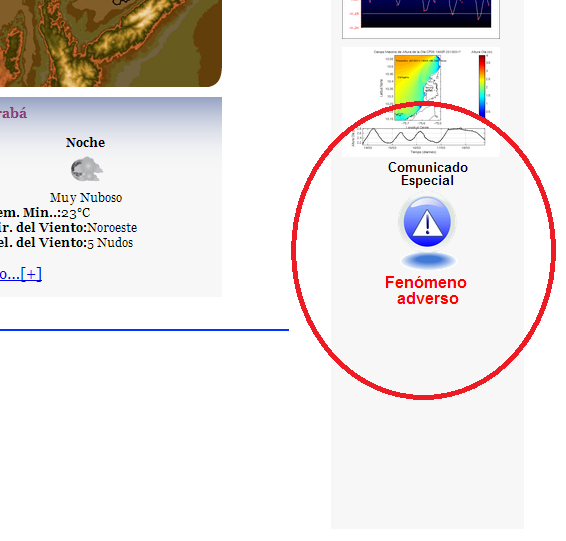 rabá
Noche
Muy Nuboso
em. Min..:23°C
ir. del Viento:Noroeste
el. del Viento:5 Nudos
o...[+]
Comunicado
Especial
Fenómeno
adverso